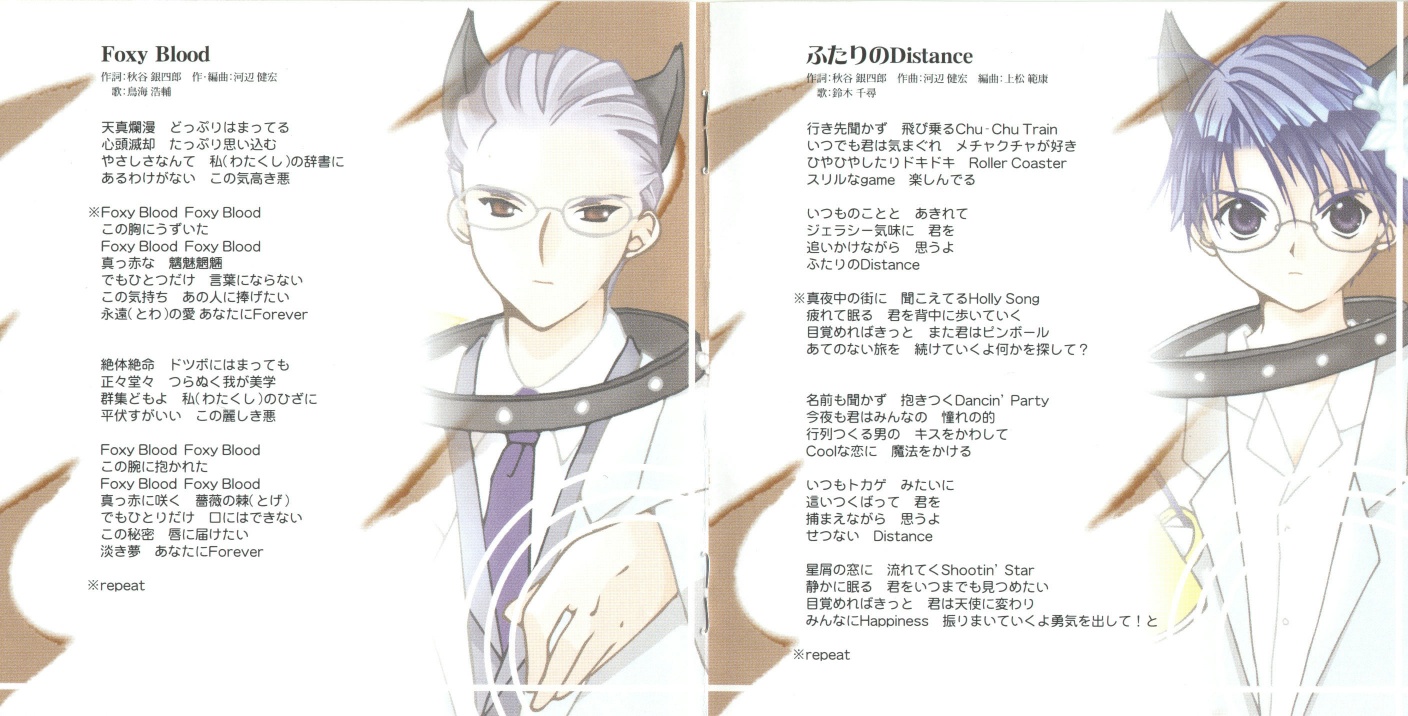 Foxy Blood
作詞：秋谷 銀四郎　作・編曲：河辺 健宏
歌：鳥海 浩輔
天真爛漫　どっぷりはまってる
心頭滅却　たっぷり思い込む
やさしさなんて　私（わたくし）の辞書に
あるわけがない　この気高き悪
※Foxy Blood Foxy Blood
この胸にうずいた
Foxy Blood Foxy Blood
真っ赤な　魑魅魍魎
でもひとつだけ　言葉にならない
この気持ち　あの人に捧げたい
永遠（とわ）の愛 あなたにForever
絶体絶命　ドツボにはまっても
正々堂々　つらぬく我が美学
群集どもよ　私（わたくし）のひざに
平伏すがいい　この麗しき悪
Foxy Blood Foxy Blood
この腕に抱かれた
Foxy Blood Foxy Blood
真っ赤に咲く　薔薇の棘（とげ）
でもひとりだけ　口にはできない
この秘密　唇に届けたい
淡き夢　あなたにForever
※repeat
ふたりのDistance
作詞：秋谷 銀四郎　作曲：河辺 健宏　編曲：上松 範康
歌：鈴木 千尋
行き先聞かず　飛び乗るChu‐Chu Train
いつでも君は気まぐれ　メチャクチャが好き
ひやひやしたりドキドキ　Roller Coaster
スリルなgame　楽しんでる
いつものことと　あきれて
ジェラシー気味に　君を
追いかけながら　思うよ
ふたりのDistance
※真夜中の街に　聞こえてるHolly Song
疲れて眠る　君を背中に歩いていく
目覚めればきっと　また君はピンボール
あてのない旅を　続けていくよ何かを探して？
名前も聞かず　抱きつくDancin' Party
今夜も君はみんなの　憧れの的
行列つくる男の　キスをかわして
Coolな恋に　魔法をかける
いつもトカゲ　みたいに
這いつくばって　君を
捕まえながら　思うよ
せつない　Distance
星屑の窓に　流れてくShootin' Star
静かに眠る　君をいつまでも見つめたい
目覚めればきっと　君は天使に変わり
みんなにHappiness　振りまいていくよ勇気を出して！と
※repeat